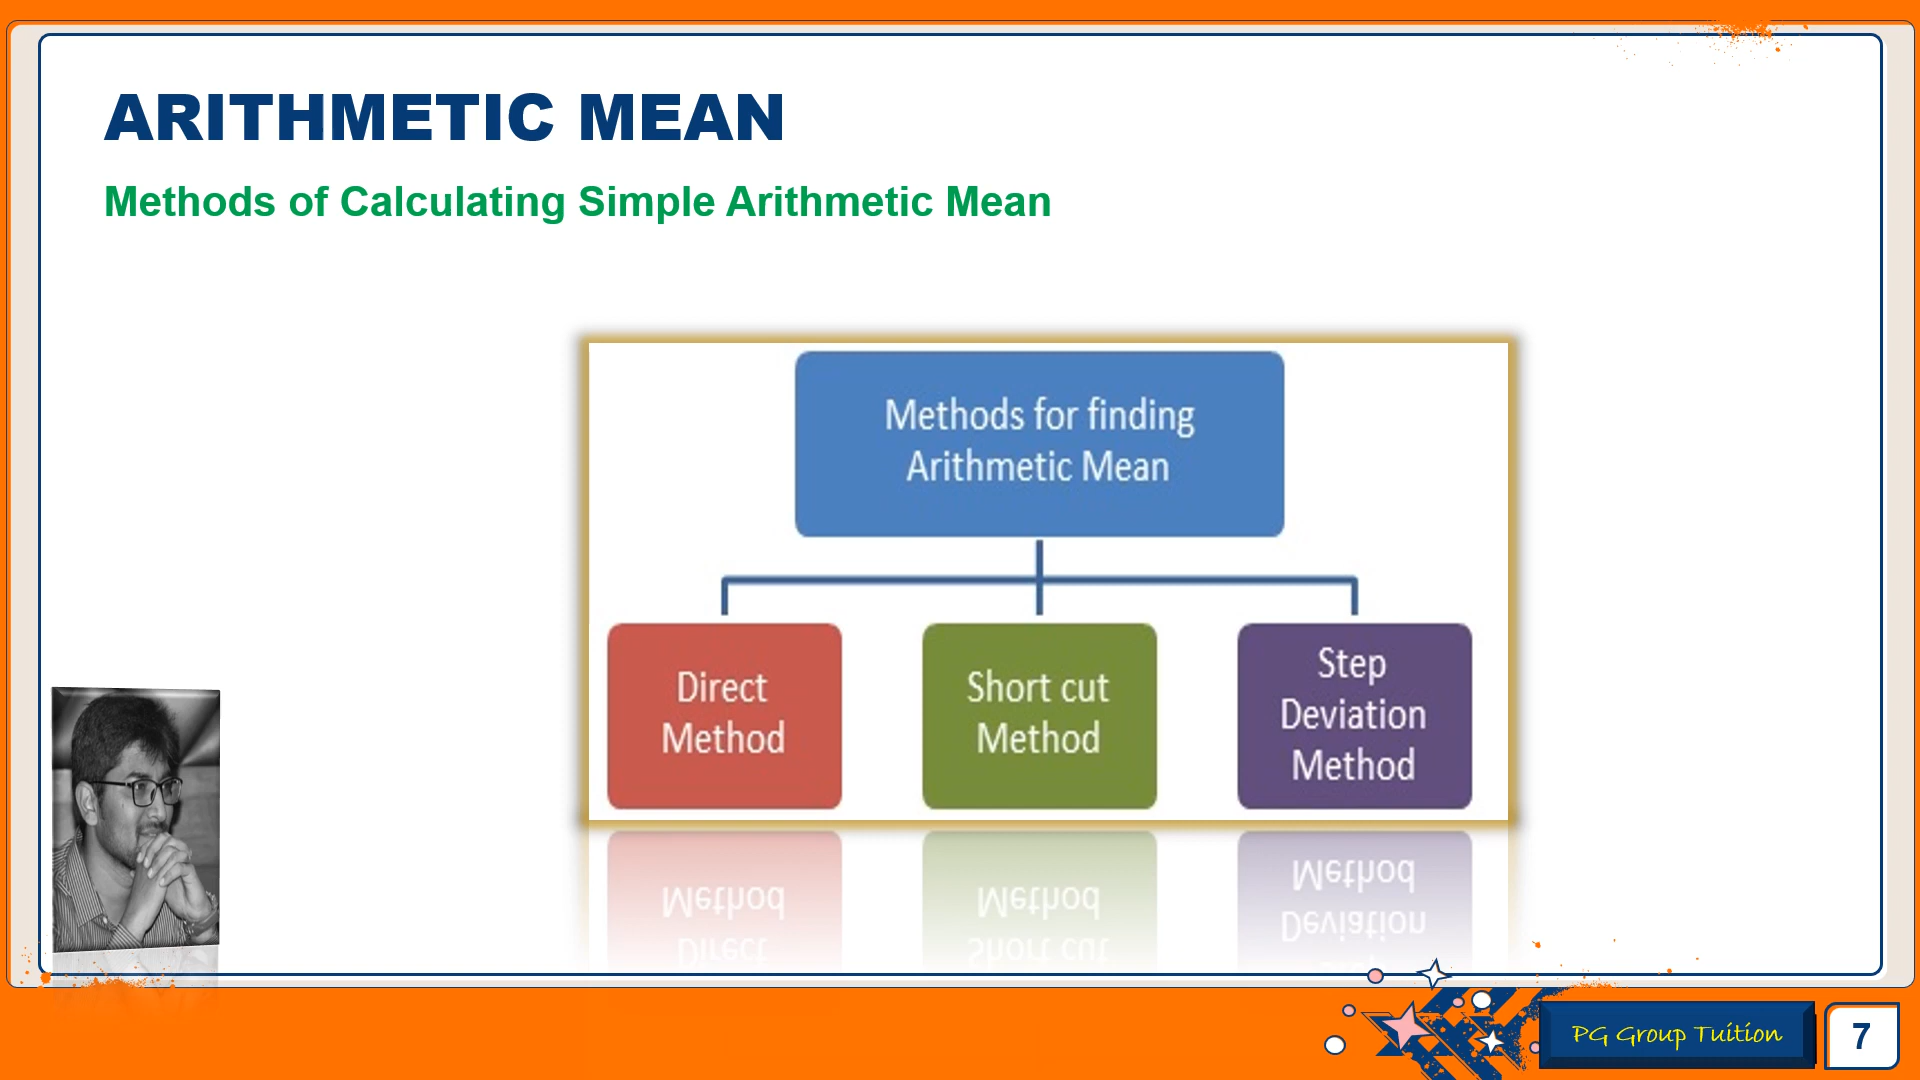 ARITHMETIC MEAN
Methods of Calculating Simple Arithmetic Mean
Methods for finding
Arithmetic Mean
Direct
Method
Short cut
Method
Step
Deviation
Method
PG Group Tuition
7